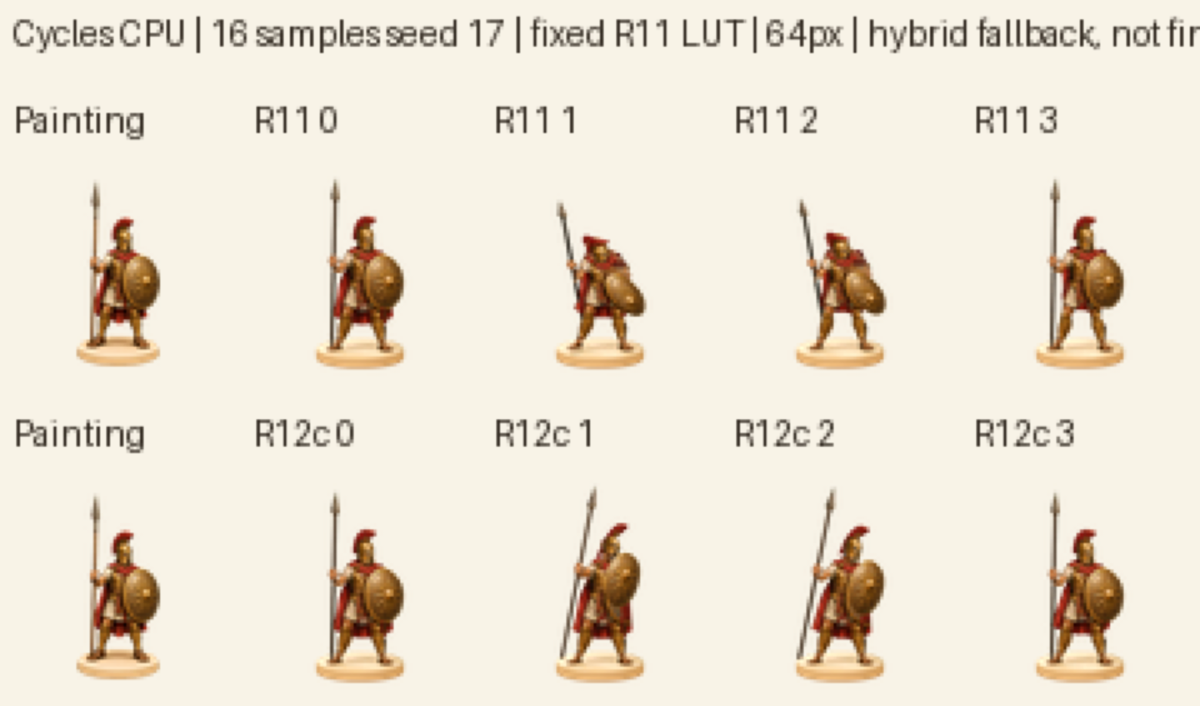 Cycles CPU | 16 samples seed 17 | fixed R11 LUT | 64px | hybrid fallback, not
Painting R11 0 R11 1 R11 2 R11 3
Painting R12c 0 R12c 1 R12c 2 R12c 3